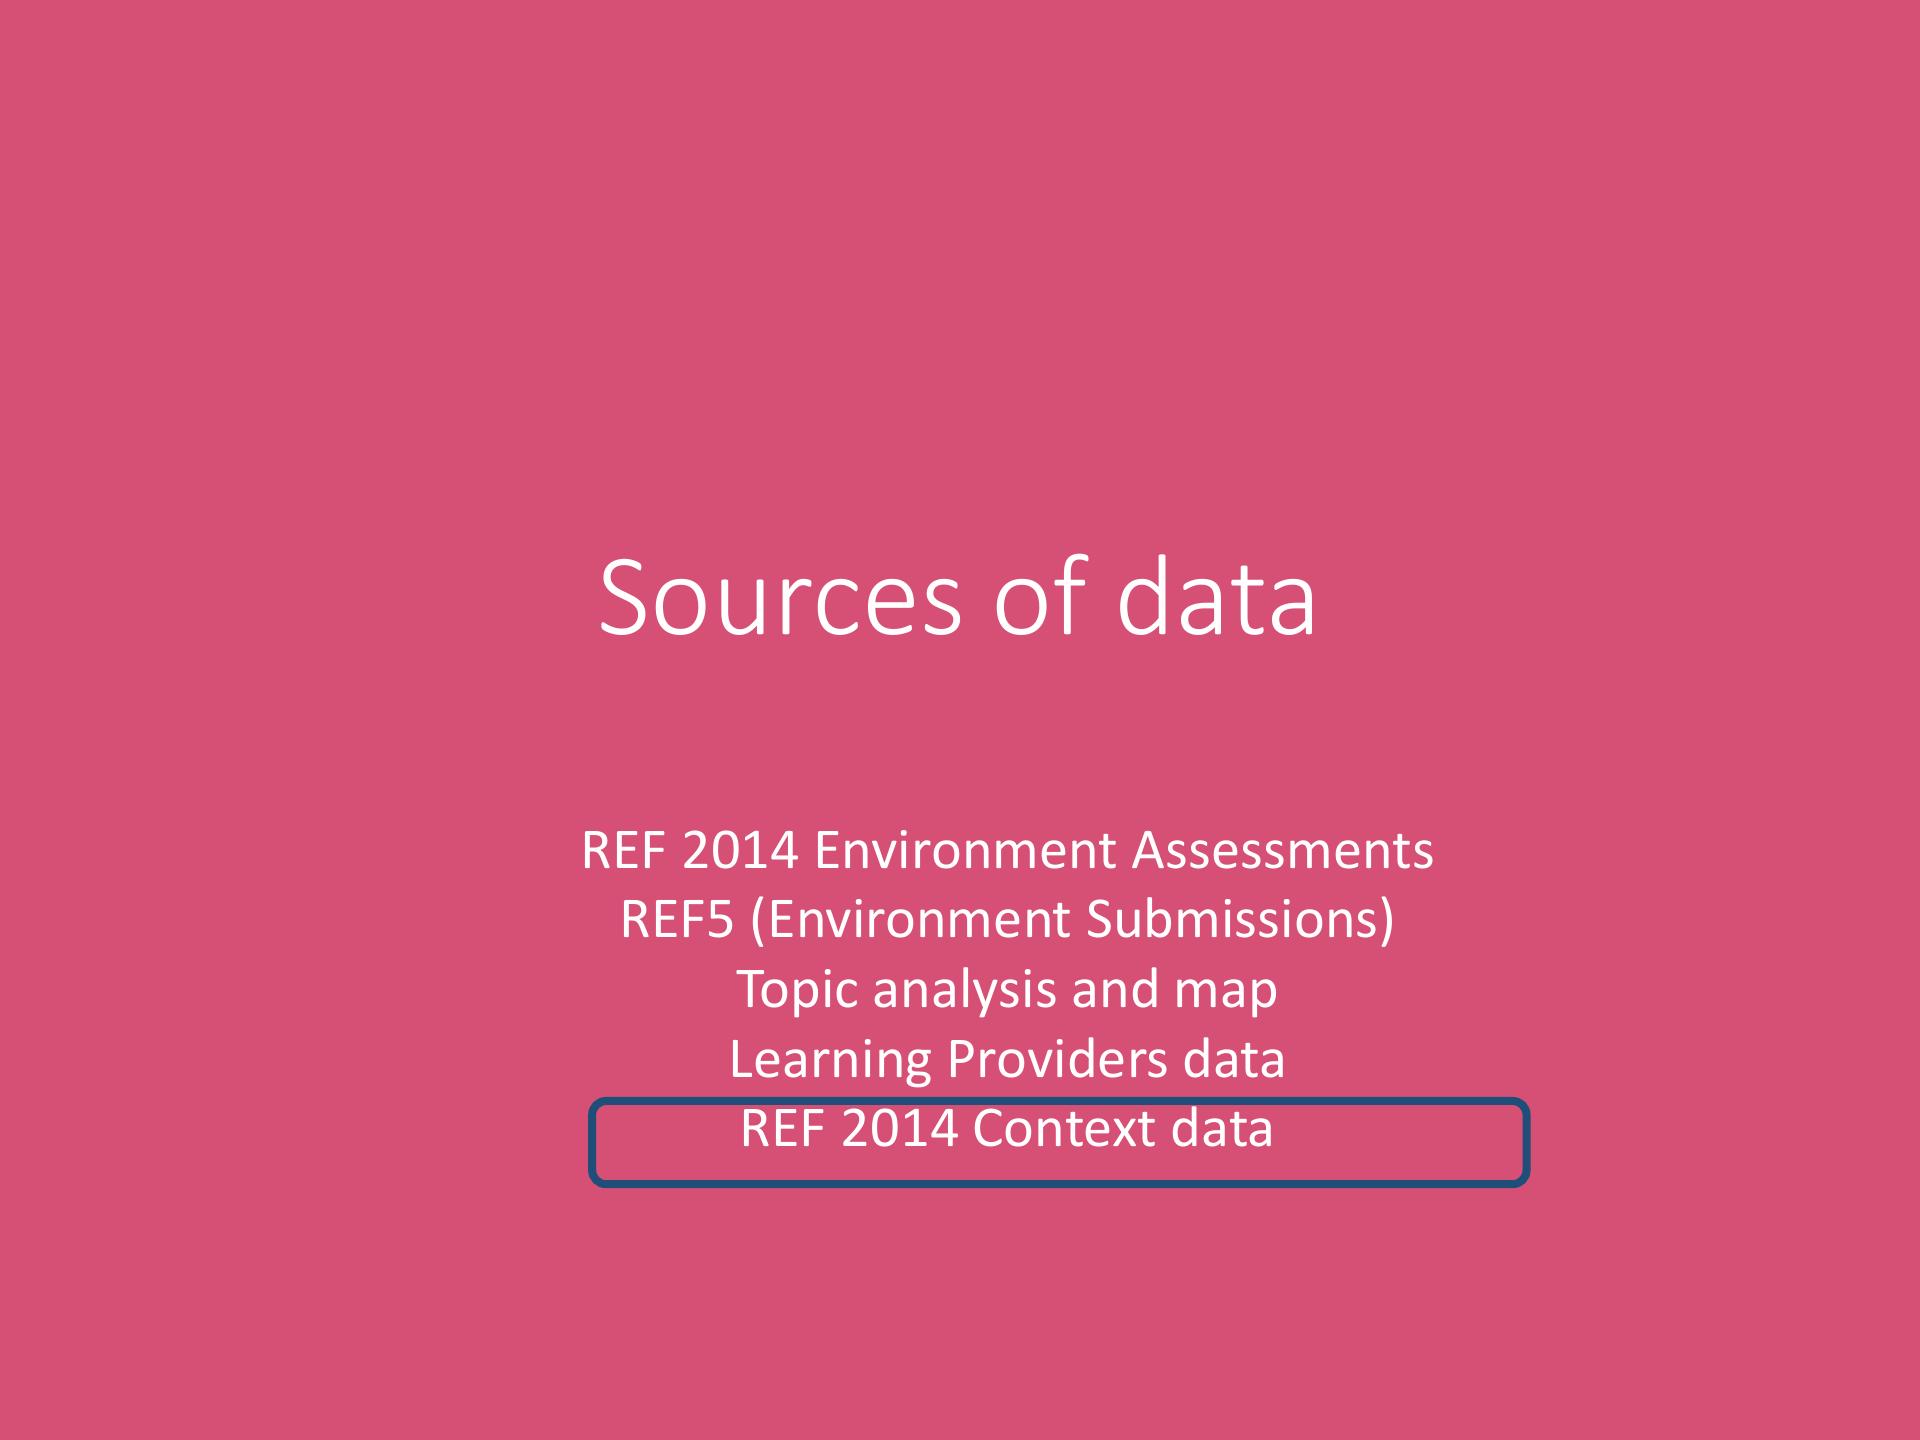 Sources of data
REF 2014 Environment Assessments
REF5 (Environment Submissions)
Topic analysis and map
Learning Providers data
REF 2014 Context data